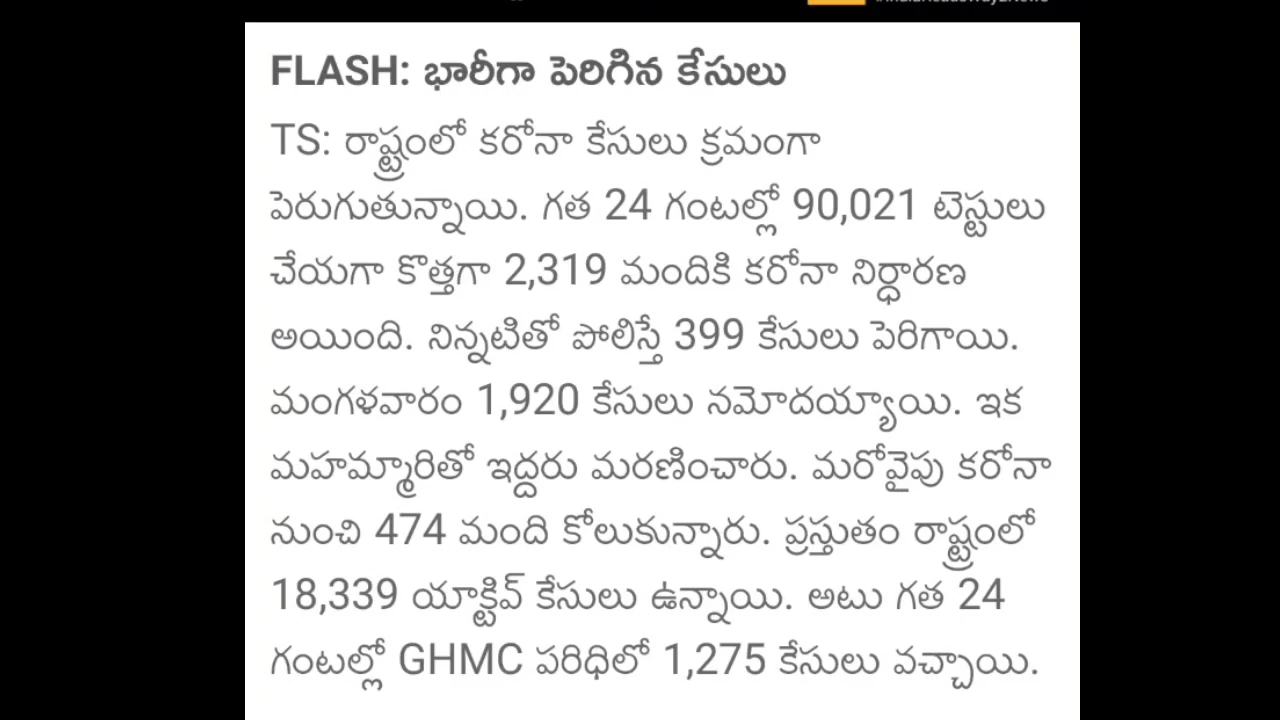 FLASH: భారీగా పెరిగిన కేసులు
TS: రాష్ట్రంలో కరోనా కేసులు క్రమంగా
పెరుగుతున్నాయి. గత 24 గంటల్లో 90,021 టెస్టులు
చేయగా కొత్తగా 2,319 మందికి కరోనా నిర్ధారణ
అయింది. నిన్నటితో పోలిస్తే 399 కేసులు పెరిగాయి.
మంగళవారం 1,920 కేసులు నమోదయ్యాయి. ఇక
మహమ్మారితో ఇద్దరు మరణించారు. మరోవైపు కరోనా
నుంచి 474 మంది కోలుకున్నారు. ప్రస్తుతం రాష్ట్రంలో
18,339 యాక్టివ్ కేసులు ఉన్నాయి. అటు గత 24
గంటల్లో GHMC పరిధిలో 1,275 కేసులు వచ్చాయి.